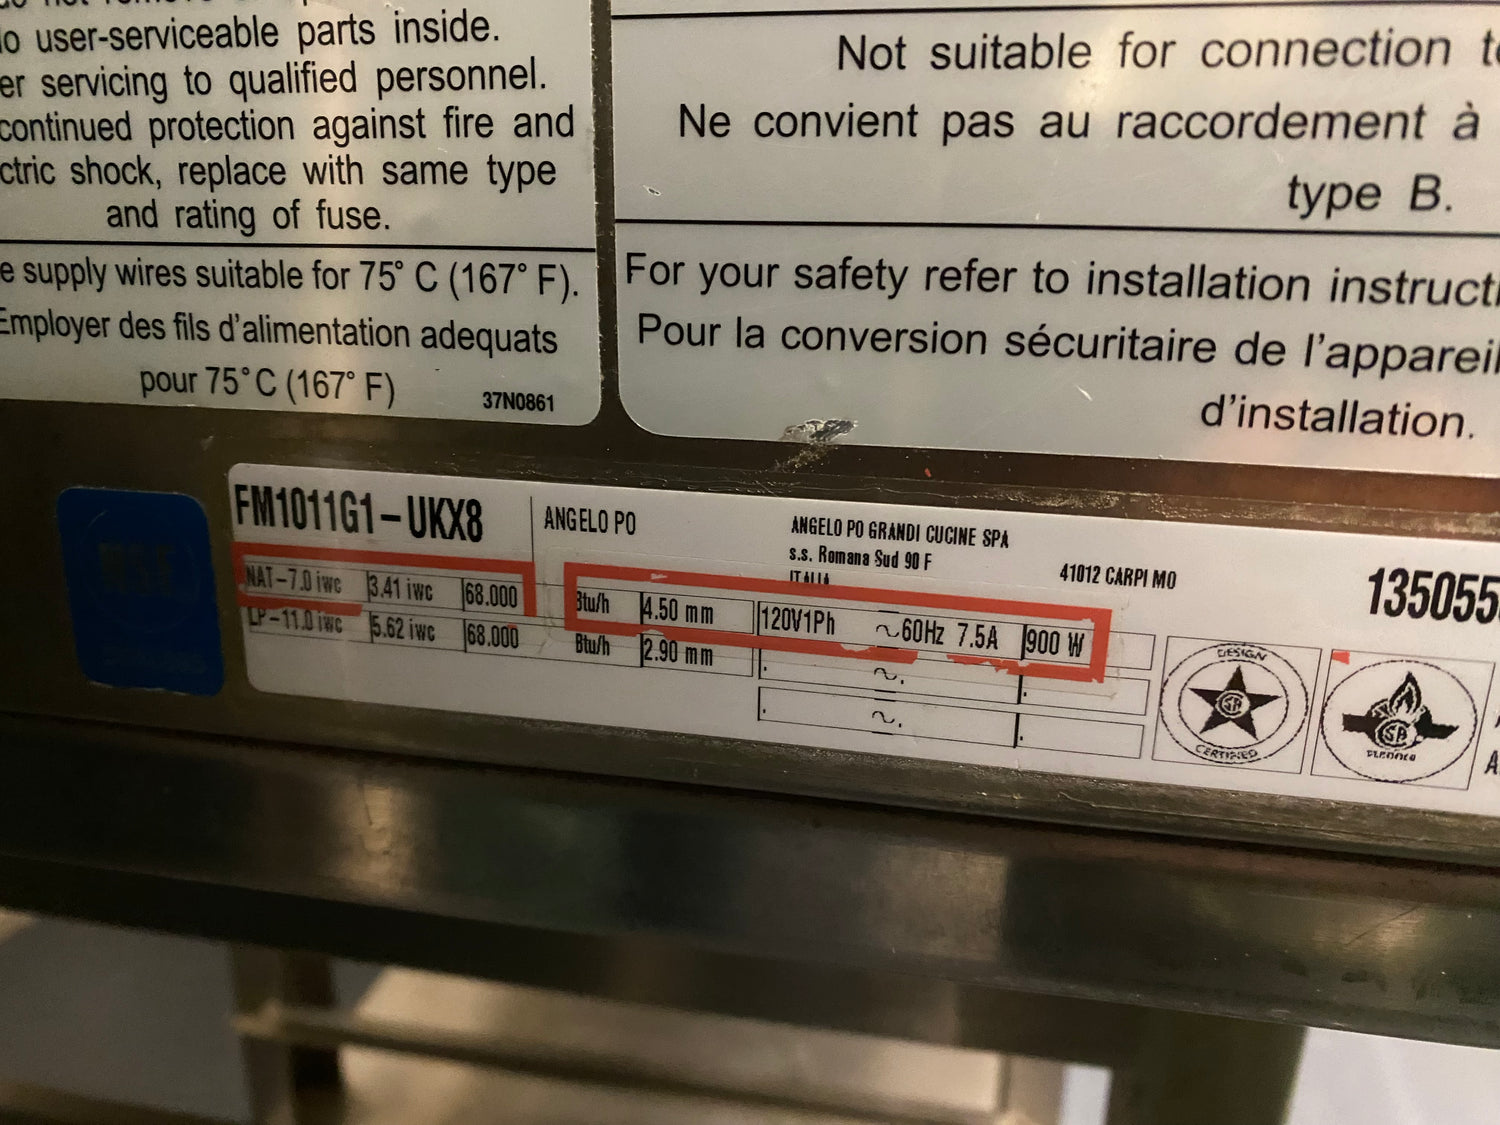 user-serviceable parts inside.
servicing to qualified personnel.
continued protection against fire and
shock, replace with same type
and rating of fuse.
supply wires suitable for 75° C (167° F).
Employer des fils d'alimentation adequats
pour 75°C (167° F)
37N0861
Not suitable for connection
Ne convient pas au raccordement à
type B.
For your safety refer to installation
Pour la conversion sécuritaire de l'appareil
d'installation.
FM1011G1-UKX8
ANGELO PO
ANGELO PO GRANDI CUCINE SPA
s.s. Romana Sud 90 F
ITALIA
41012 CARPI MO
135055
NAT-7.0 iwc 3.41 iwc 68.000 Btu/h 4.50 mm 120V1Ph ~60Hz 7.5A 900 W
LP-11.0 iwc 5.62 iwc 68.000 Btu/h 2.90 mm . ~. .
. ~. .
DESIGN
CERTIFIED